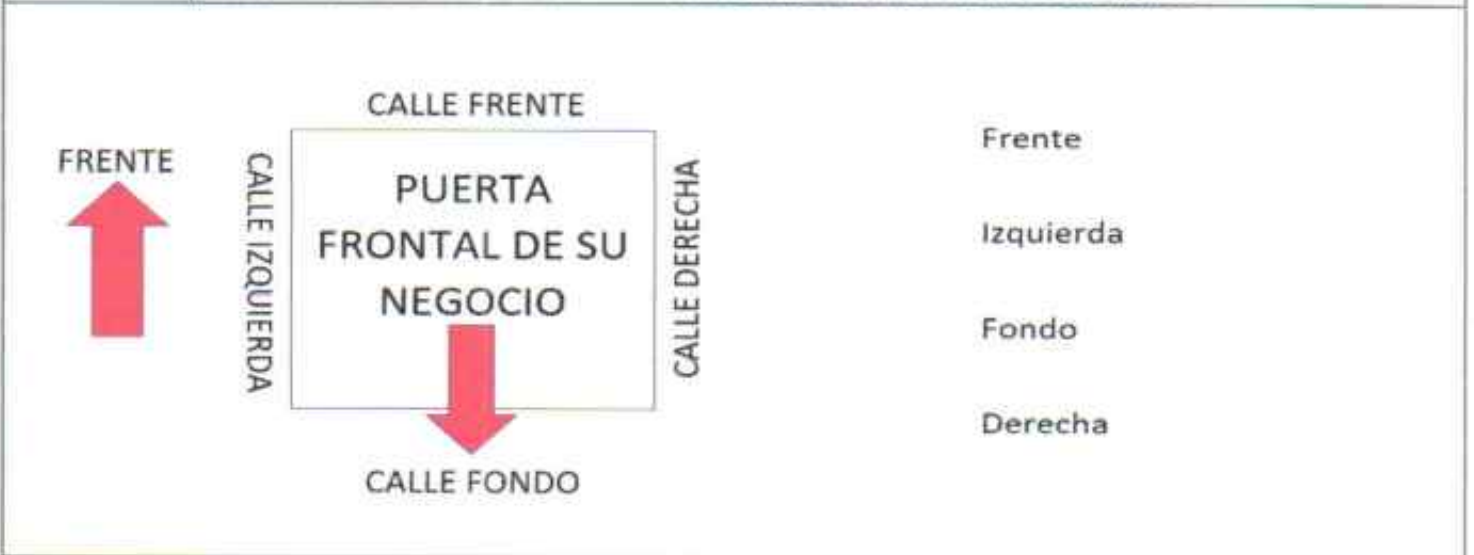 CALLE FRENTE
FRENTE
CALLE IZQUIERDA
PUERTA
FRONTAL DE SU
NEGOCIO
CALLE DERECHA
CALLE FONDO
Frente
Izquierda
Fondo
Derecha